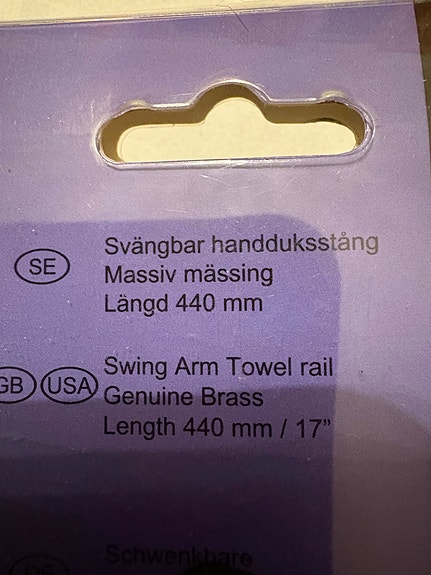 SE
Svängbar handduksstång
Massiv mässing
Längd 440 mm
GB USA
Swing Arm Towel rail
Genuine Brass
Length 440 mm / 17”
DE
Schwenkbare